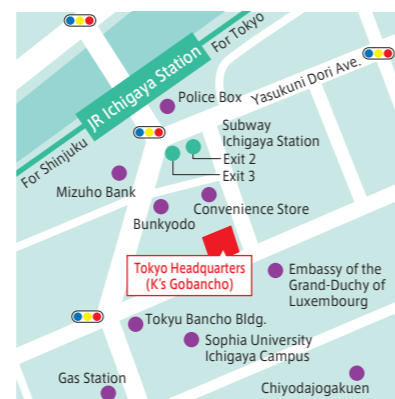 For Tokyo
JR Ichigaya Station
For Shinjuku
Yasukuni Dori Ave.
Police Box
Subway
Ichigaya Station
Exit 2
Exit 3
Mizuho Bank
Convenience Store
Bunkyodo
Tokyo Headquarters
(K's Gobancho)
Embassy of the
Grand-Duchy of
Luxembourg
Tokyu Bancho Bldg.
Sophia University
Ichigaya Campus
Gas Station
Chiyodajogakuen